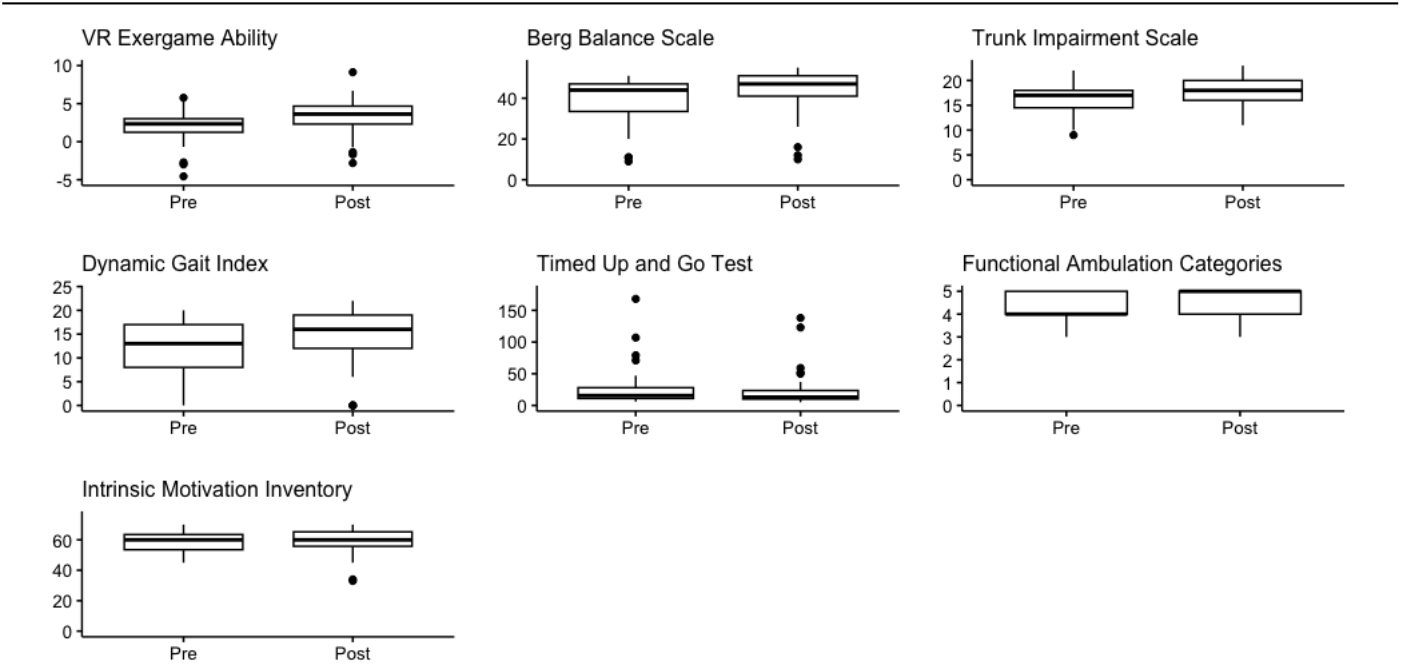 VR Exergame Ability
10
5
0
-5
Pre
Post
Berg Balance Scale
40
20
0
Pre
Post
Trunk Impairment Scale
20
15
10
5
0
Pre
Post
Dynamic Gait Index
25
20
15
10
5
0
Pre
Post
Timed Up and Go Test
150
100
50
0
Pre
Post
Functional Ambulation Categories
5
4
3
2
1
0
Pre
Post
Intrinsic Motivation Inventory
60
40
20
0
Pre
Post